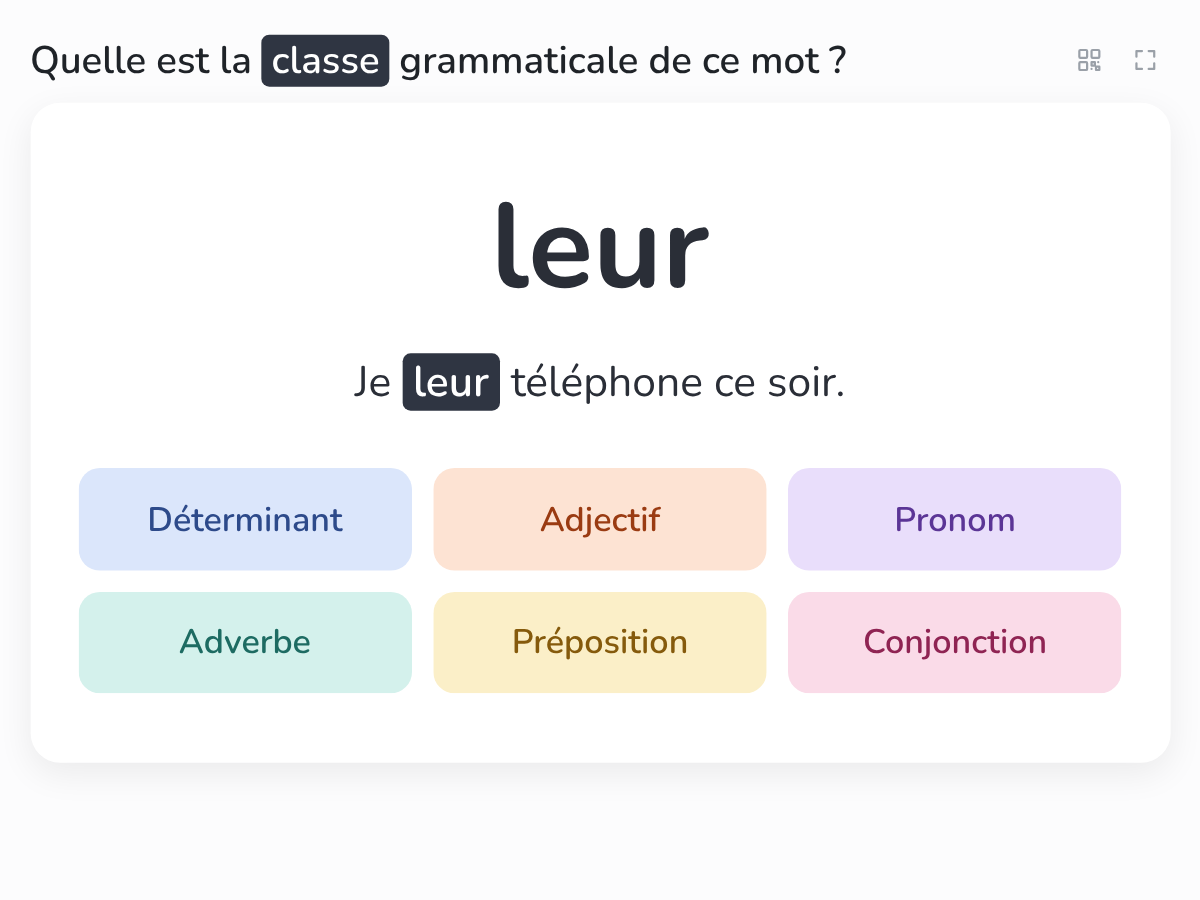 Quelle est la classe grammaticale de ce mot ?
leur
Je leur téléphone ce soir.
Déterminant
Adjectif
Pronom
Adverbe
Préposition
Conjonction